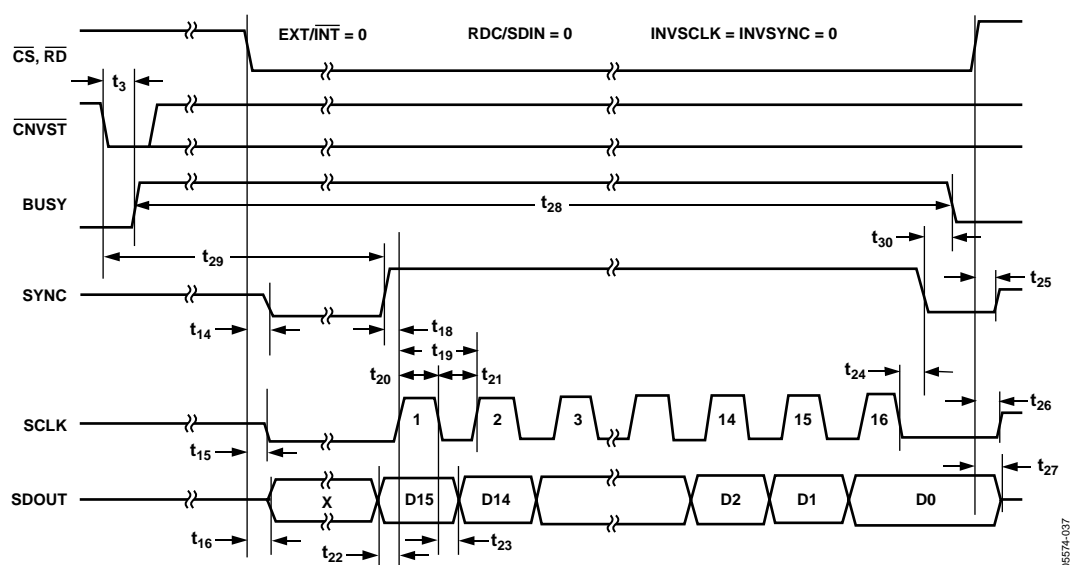 EXT/INT = 0 RDC/SDIN = 0 INVSCLK = INVSYNC = 0
CS, RD
t3
CNVST
BUSY
t28
t30
t29
t25
SYNC
t14
t18
t19
t20
t21
t24
t26
SCLK
1 2 3 14 15 16
t15
t27
SDOUT
X D15 D14 D2 D1 D0
t16
t22
t23
05574-037